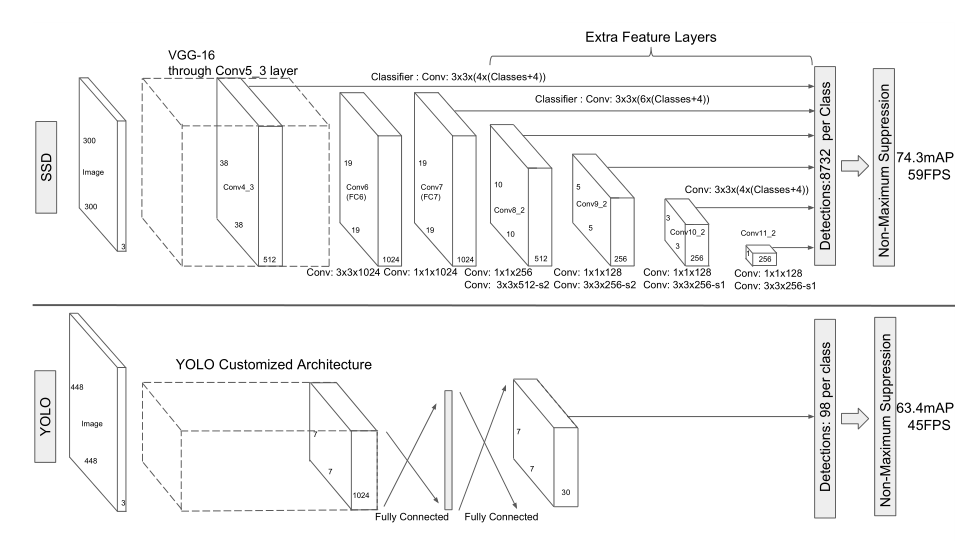 Extra Feature Layers
VGG-16
through Conv5_3 layer
Classifier : Conv: 3x3x(4x(Classes+4))
Classifier : Conv: 3x3x(6x(Classes+4))
SSD
300
Image
300
3
38
Conv4_3
38
512
19
Conv6
(FC6)
19
1024
19
Conv7
(FC7)
19
1024
10
Conv8_2
10
512
5
Conv9_2
5
256
Conv: 3x3x(4x(Classes+4))
3
Conv10_2
3
256
Conv11_2
1
256
Conv: 3x3x1024
Conv: 1x1x1024
Conv: 1x1x256
Conv: 3x3x512-s2
Conv: 1x1x128
Conv: 3x3x256-s2
Conv: 1x1x128
Conv: 3x3x256-s1
Conv: 1x1x128
Conv: 3x3x256-s1
Detections:8732 per Class
Non-Maximum Suppression
74.3mAP
59FPS
YOLO
448
Image
448
3
YOLO Customized Architecture
7
7
1024
Fully Connected
Fully Connected
7
7
30
Detections: 98 per class
Non-Maximum Suppression
63.4mAP
45FPS